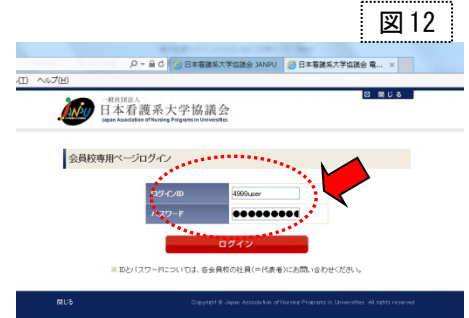 図 12
日本看護系大学協議会 JANPU
日本看護系大学協議会 電...
ヘルプ(H)
閉じる
JANPU
一般社団法人
日本看護系大学協議会
Japan Association of Nursing Programs in Universities
会員校専用ページログイン
ログインID
4999user
パスワード
●●●●●●●●
ログイン
※ IDとパスワードについては、各会員校の社員(=代表者)にお問い合わせください。
閉じる
Copyright © Japan Association of Nursing Programs in Universities. All rights reserved